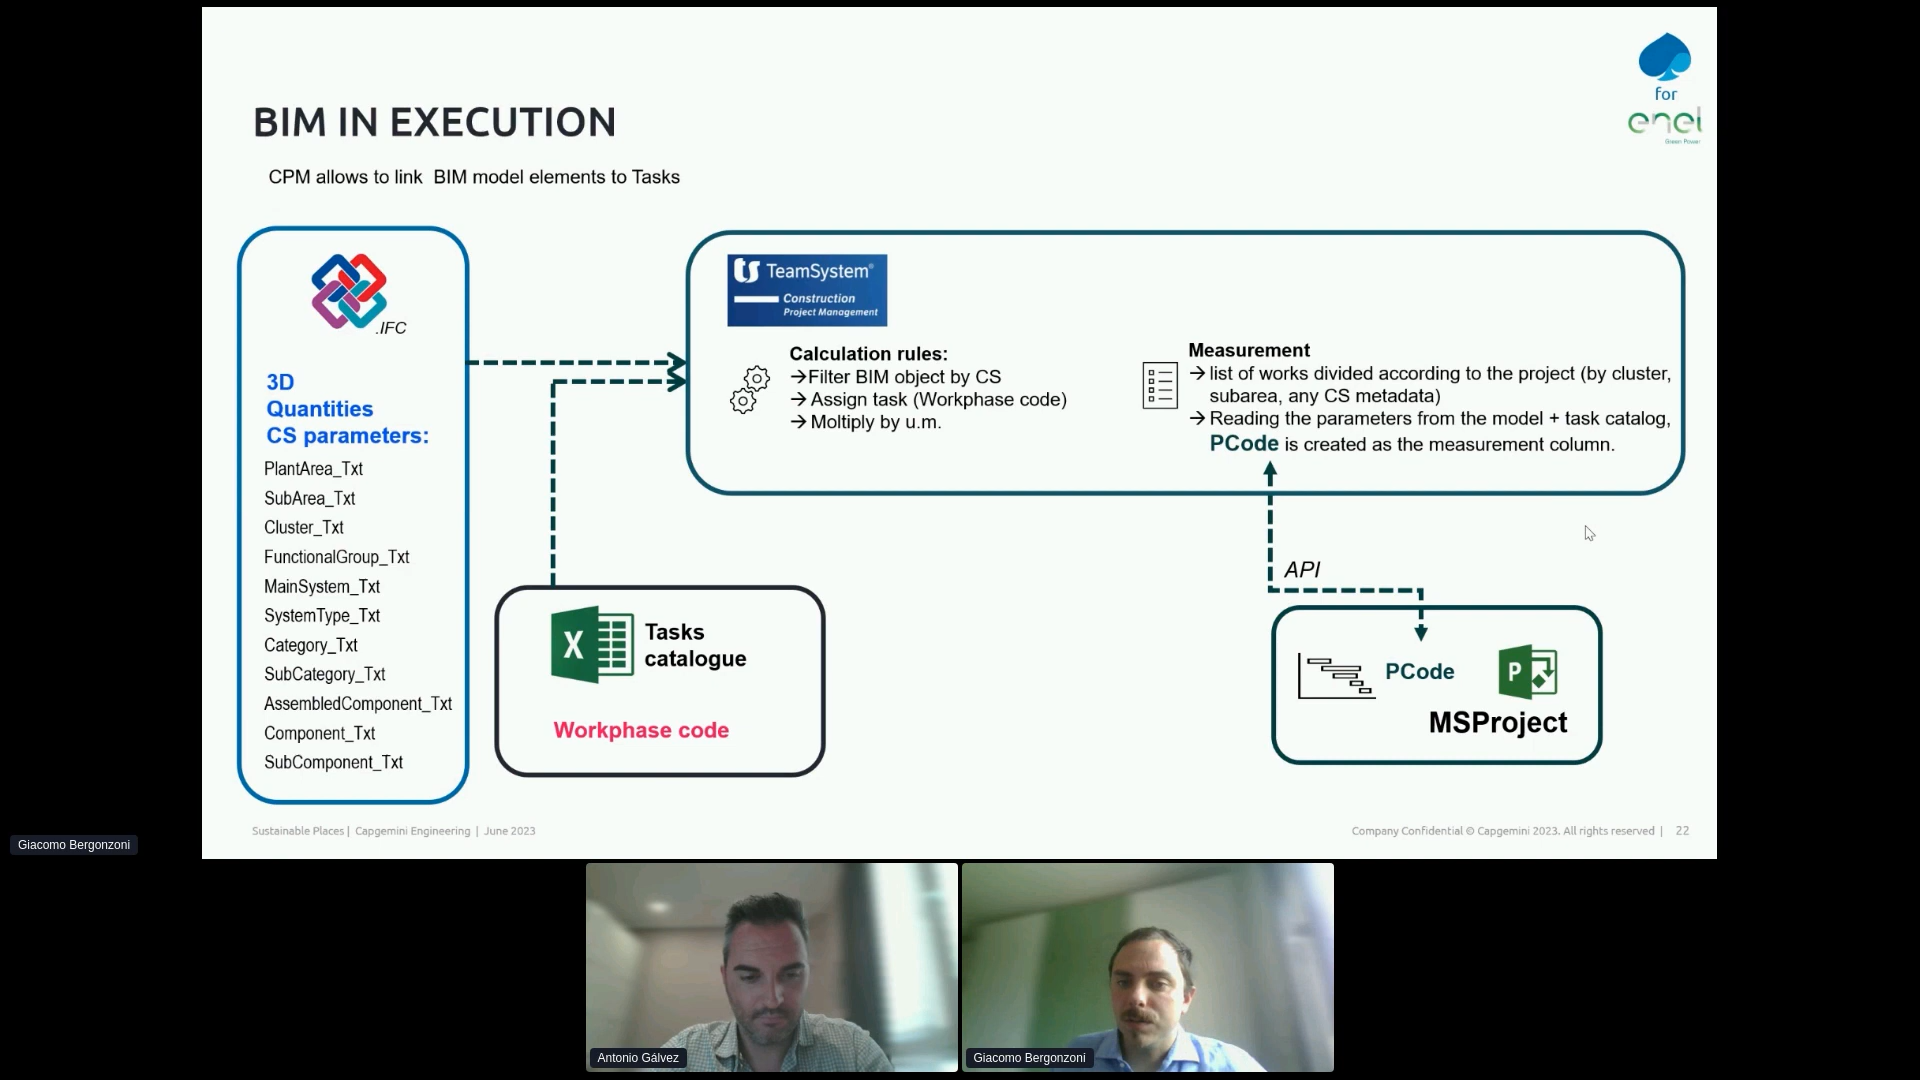 for
enel
Green Power
BIM IN EXECUTION
CPM allows to link BIM model elements to Tasks
.IFC
3D
Quantities
CS parameters:
PlantArea_Txt
SubArea_Txt
Cluster_Txt
FunctionalGroup_Txt
MainSystem_Txt
SystemType_Txt
Category_Txt
SubCategory_Txt
AssembledComponent_Txt
Component_Txt
SubComponent_Txt
ts TeamSystem®
Construction
Project Management
Calculation rules:
→Filter BIM object by CS
→ Assign task (Workphase code)
→ Moltiply by u.m.
Measurement
→ list of works divided according to the project (by cluster,
subarea, any CS metadata)
→ Reading the parameters from the model + task catalog,
PCode is created as the measurement column.
API
X
Tasks
catalogue
Workphase code
PCode
P
MSProject
Sustainable Places | Capgemini Engineering | June 2023
Company Confidential © Capgemini 2023. All rights reserved | 22
Giacomo Bergonzoni
Antonio Gálvez
Giacomo Bergonzoni